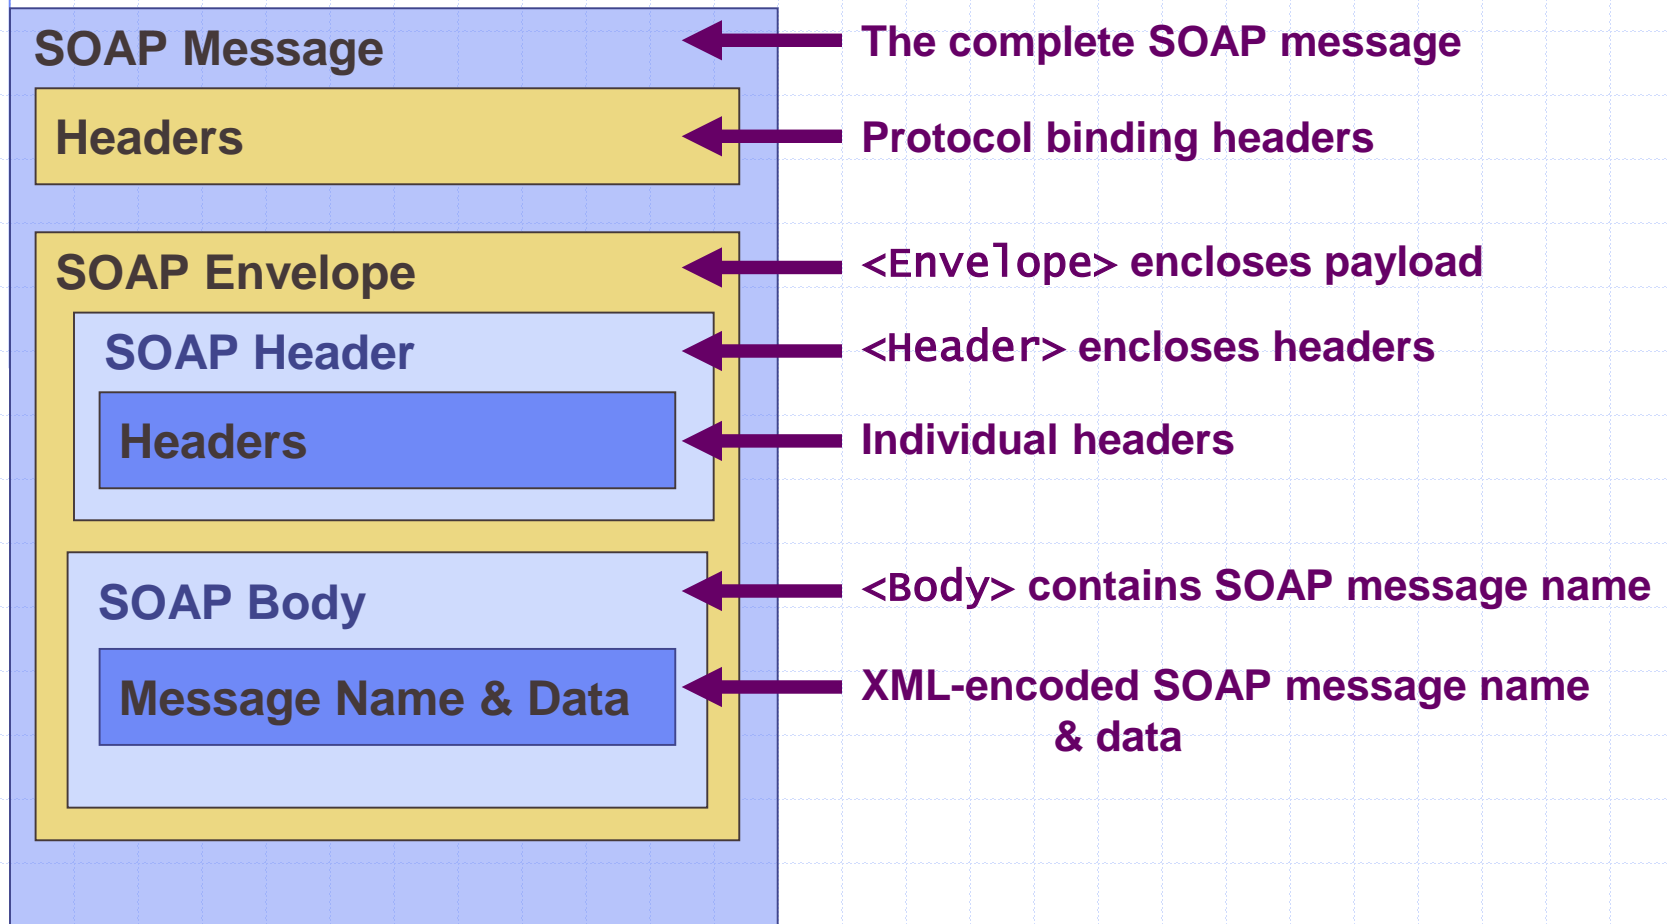 SOAP Message
The complete SOAP message
Headers
Protocol binding headers
SOAP Envelope
<Envelope> encloses payload
SOAP Header
<Header> encloses headers
Headers
Individual headers
SOAP Body
<Body> contains SOAP message name
Message Name & Data
XML-encoded SOAP message name
& data